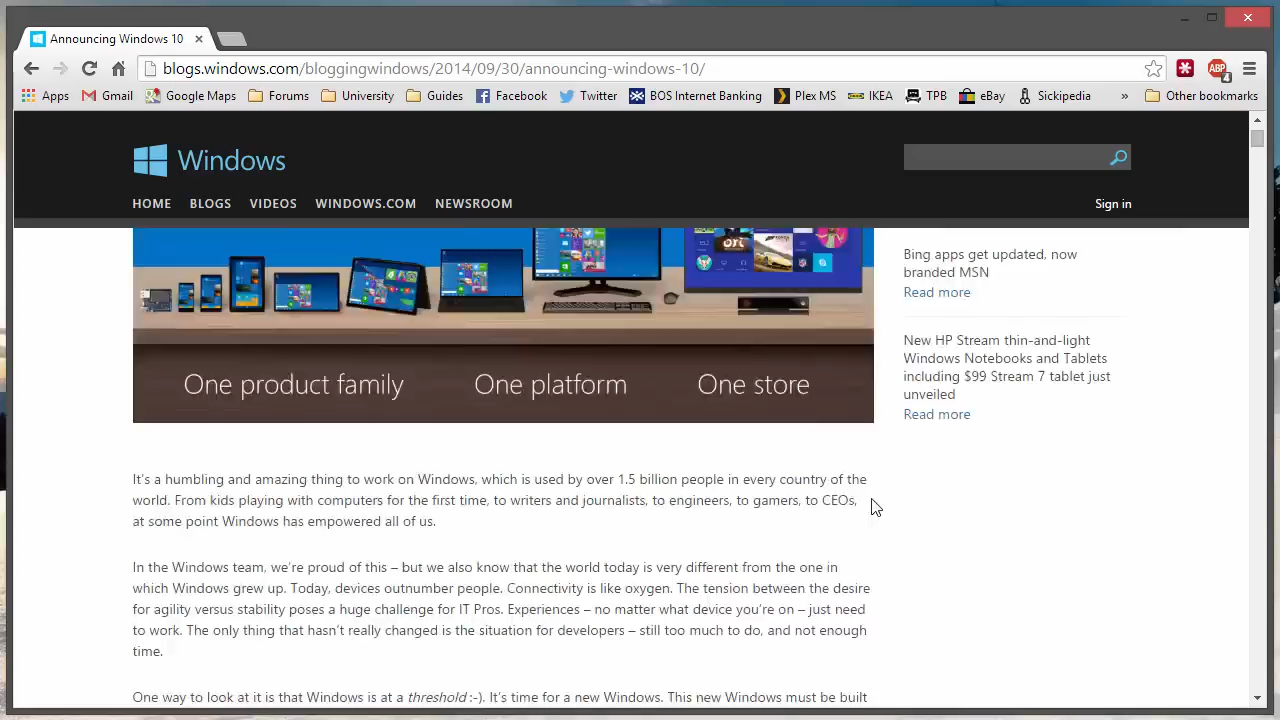 Announcing Windows 10
blogs.windows.com/bloggingwindows/2014/09/30/announcing-windows-10/
ABP
4
Apps Gmail Google Maps Forums University Guides Facebook Twitter BOS Internet Banking Plex MS IKEA TPB eBay Sickipedia » Other bookmarks
Windows
HOME BLOGS VIDEOS WINDOWS.COM NEWSROOM Sign in
One product family One platform One store
Bing apps get updated, now
branded MSN
Read more
New HP Stream thin-and-light
Windows Notebooks and Tablets
including $99 Stream 7 tablet just
unveiled
Read more
It's a humbling and amazing thing to work on Windows, which is used by over 1.5 billion people in every country of the
world. From kids playing with computers for the first time, to writers and journalists, to engineers, to gamers, to CEOs,
at some point Windows has empowered all of us.
In the Windows team, we're proud of this – but we also know that the world today is very different from the one in
which Windows grew up. Today, devices outnumber people. Connectivity is like oxygen. The tension between the desire
for agility versus stability poses a huge challenge for IT Pros. Experiences – no matter what device you're on – just need
to work. The only thing that hasn't really changed is the situation for developers – still too much to do, and not enough
time.
One way to look at it is that Windows is at a threshold :-). It's time for a new Windows. This new Windows must be built